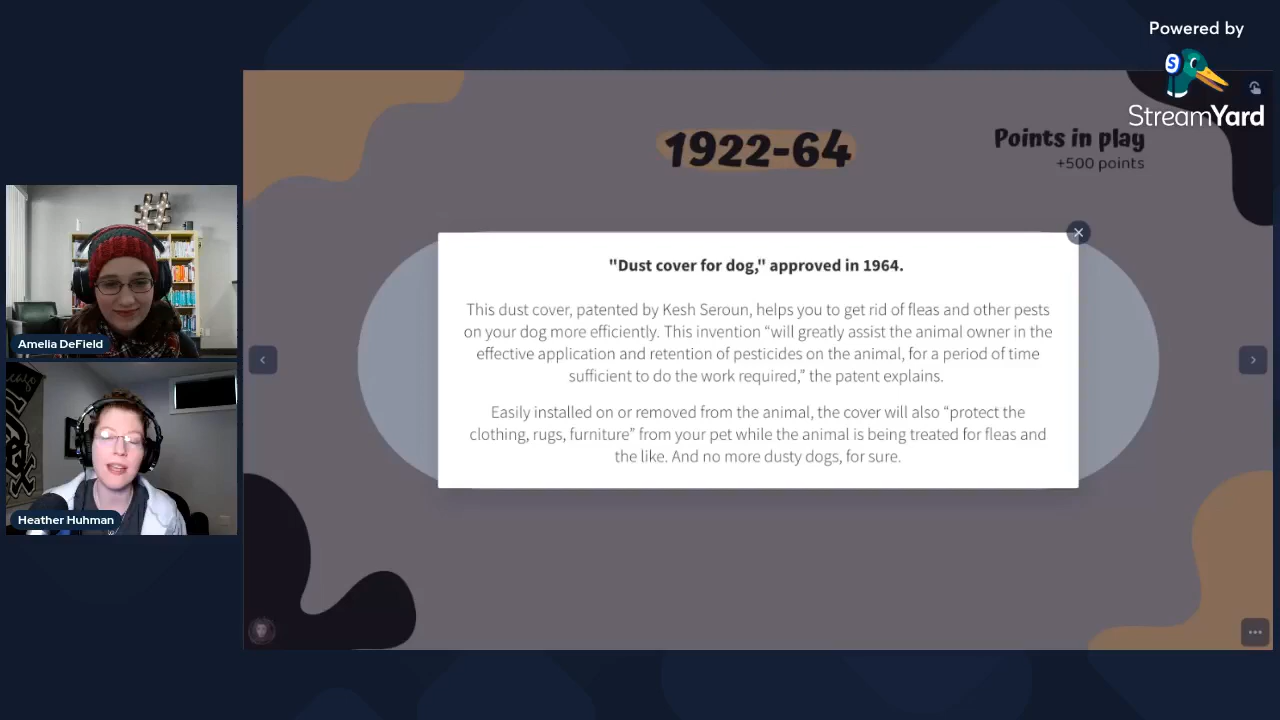 Powered by
S
StreamYard
1922-64
Points in play
+500 points
"Dust cover for dog," approved in 1964.
This dust cover, patented by Kesh Seroun, helps you to get rid of fleas and other pests
on your dog more efficiently. This invention “will greatly assist the animal owner in the
effective application and retention of pesticides on the animal, for a period of time
sufficient to do the work required,” the patent explains.
Easily installed on or removed from the animal, the cover will also “protect the
clothing, rugs, furniture” from your pet while the animal is being treated for fleas and
the like. And no more dusty dogs, for sure.
#
Amelia DeField
Heather Huhman